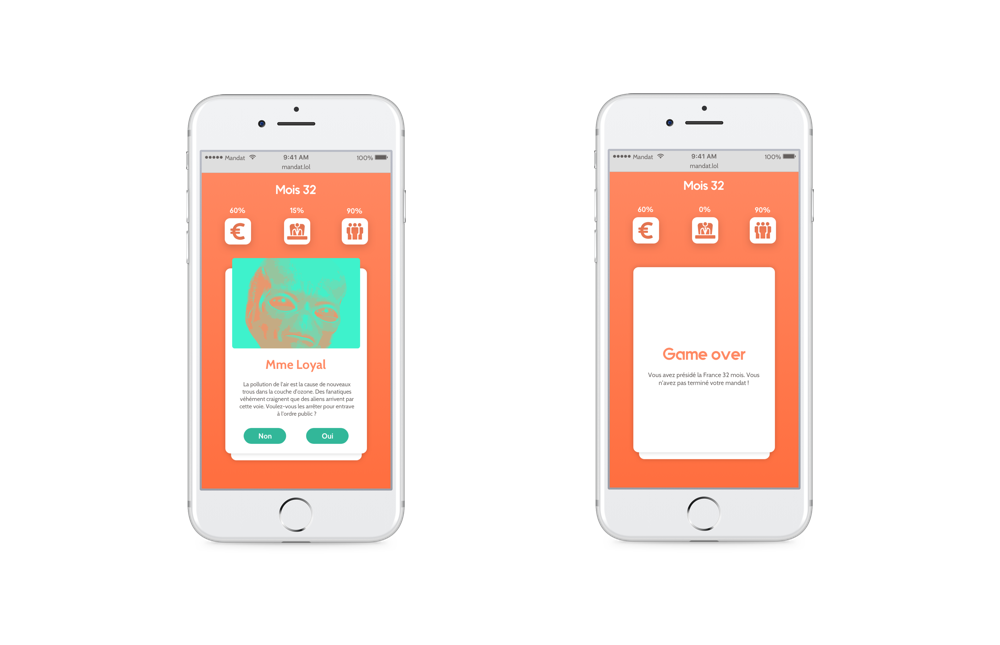 Mandat 9:41 AM 100%
mandat.lol
Mois 32
60% 15% 90%
€
Mme Loyal
La pollution de l'air est la cause de nouveaux
trous dans la couche d'ozone. Des fanatiques
véhément craignent que des aliens arrivent par
cette voie. Voulez-vous les arrêter pour entrave
à l'ordre public ?
Non Oui
Mandat 9:41 AM 100%
mandat.lol
Mois 32
60% 0% 90%
€
Game over
Vous avez présidé la France 32 mois. Vous
n'avez pas terminé votre mandat !